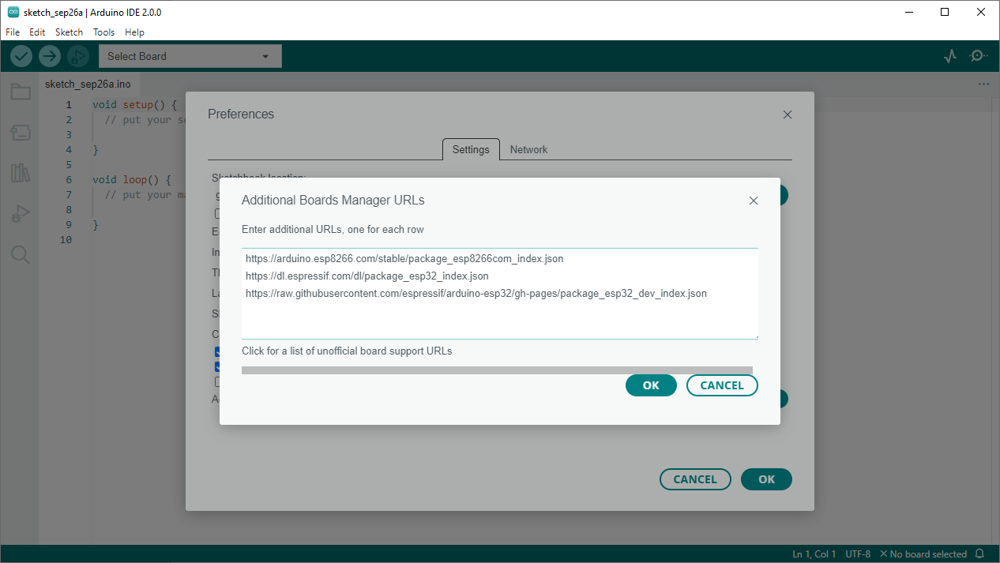 sketch_sep26a | Arduino IDE 2.0.0
File Edit Sketch Tools Help
Select Board
sketch_sep26a.ino
1 void setup() {
2 // put your
3
4 }
5
6 void loop() {
7 // put your
8
9 }
10
Preferences
Settings Network
Sketchbook location:
Additional Boards Manager URLs
Enter additional URLs, one for each row
https://arduino.esp8266.com/stable/package_esp8266com_index.json
https://dl.espressif.com/dl/package_esp32_index.json
https://raw.githubusercontent.com/espressif/arduino-esp32/gh-pages/package_esp32_dev_index.json
Click for a list of unofficial board support URLs
OK CANCEL
CANCEL OK
Ln 1, Col 1 UTF-8 No board selected